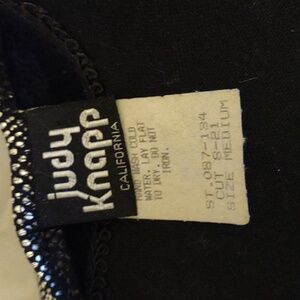 judy
knapp
CALIFORNIA
HAND WASH COLD
WATER. LAY FLAT
TO DRY. DO NOT
IRON.
ST.087-134
CUT S-21
SIZE MEDIUM